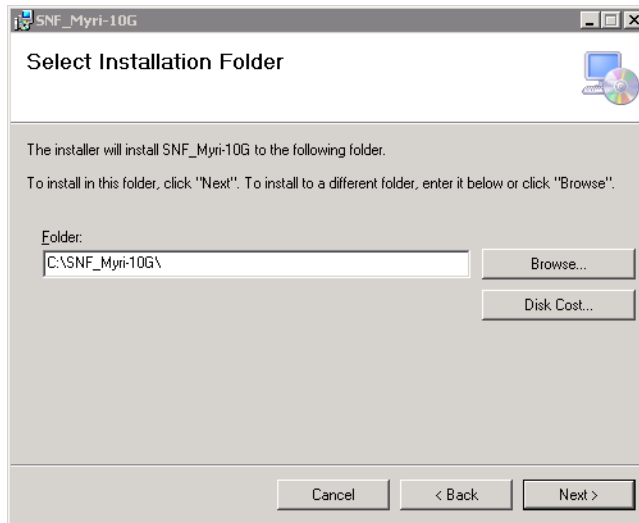 SNF_Myri-10G
Select Installation Folder
The installer will install SNF_Myri-10G to the following folder.
To install in this folder, click "Next". To install to a different folder, enter it below or click "Browse".
Folder:
C:\SNF_Myri-10G\
Browse...
Disk Cost...
Cancel
< Back
Next >